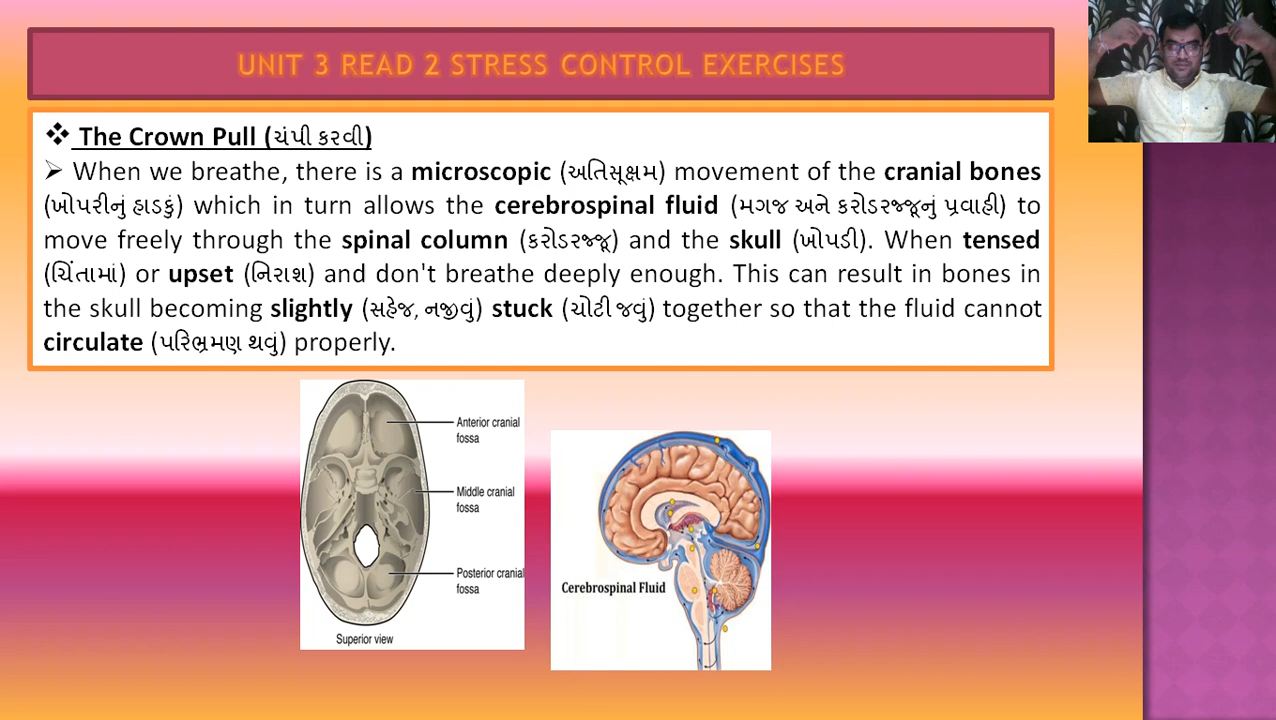 UNIT 3 READ 2 STRESS CONTROL EXERCISES
❖ The Crown Pull (ચંપી કરવી)
➢ When we breathe, there is a microscopic (અતિસૂક્ષમ) movement of the cranial bones
(ખોપરીનું હાડકું) which in turn allows the cerebrospinal fluid (મગજ અને કરોડરજ્જૂનું પ્રવાહી) to
move freely through the spinal column (કરોડરજ્જૂ) and the skull (ખોપડી). When tensed
(ચિંતામાં) or upset (નિરાશ) and don't breathe deeply enough. This can result in bones in
the skull becoming slightly (સહેજ, નજીવું) stuck (ચોટી જવું) together so that the fluid cannot
circulate (પરિભ્રમણ થવું) properly.
Anterior cranial
fossa
Middle cranial
fossa
Posterior cranial
fossa
Superior view
Cerebrospinal Fluid